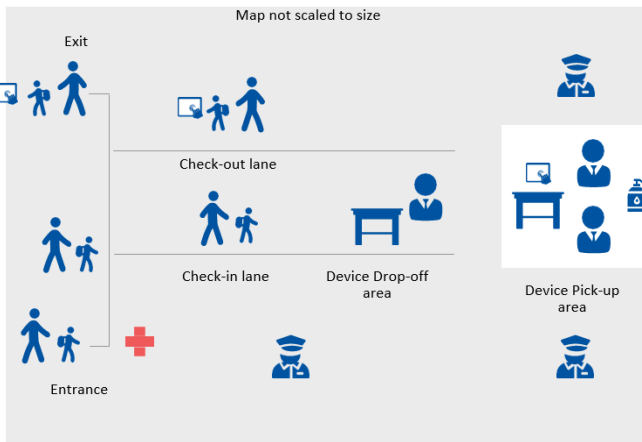 Map not scaled to size
Exit
Check-out lane
Check-in lane
Device Drop-off
area
Device Pick-up
area
Entrance